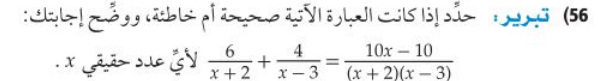 56) تبرير: حدِّد إذا كانت العبارة الآتية صحيحة أم خاطئة، ووضِّح إجابتك:
6/(x + 2) + 4/(x − 3) = (10x − 10)/((x + 2)(x − 3)) لأيِّ عدد حقيقي x .